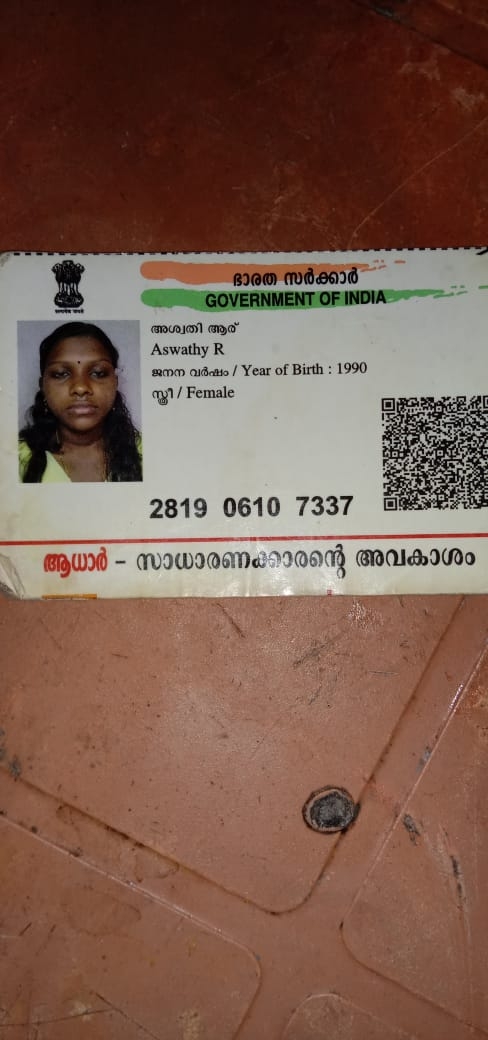 ഭാരത സർക്കാർ
GOVERNMENT OF INDIA
അശ്വതി ആര്
Aswathy R
ജനന വർഷം / Year of Birth : 1990
സ്ത്രീ / Female
2819 0610 7337
ആധാർ - സാധാരണക്കാരന്റെ അവകാശം